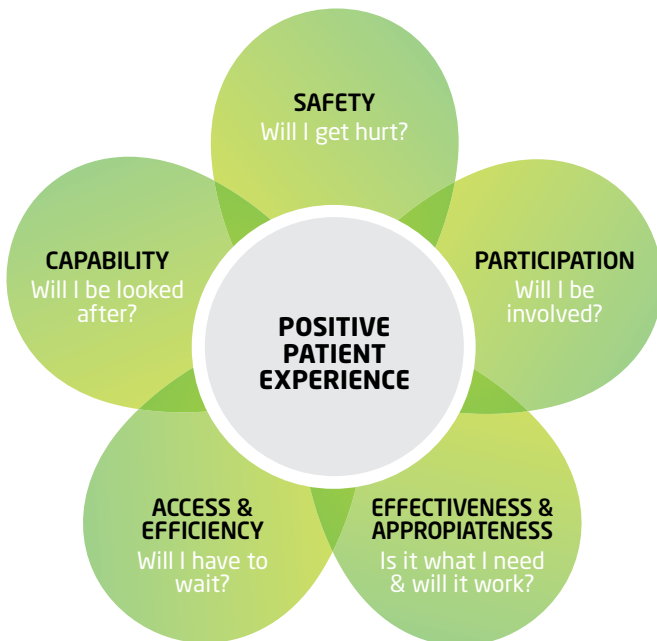 SAFETY
Will I get hurt?
CAPABILITY
Will I be looked
after?
PARTICIPATION
Will I be
involved?
POSITIVE
PATIENT
EXPERIENCE
ACCESS &
EFFICIENCY
Will I have to
wait?
EFFECTIVENESS &
APPROPIATENESS
Is it what I need
& will it work?